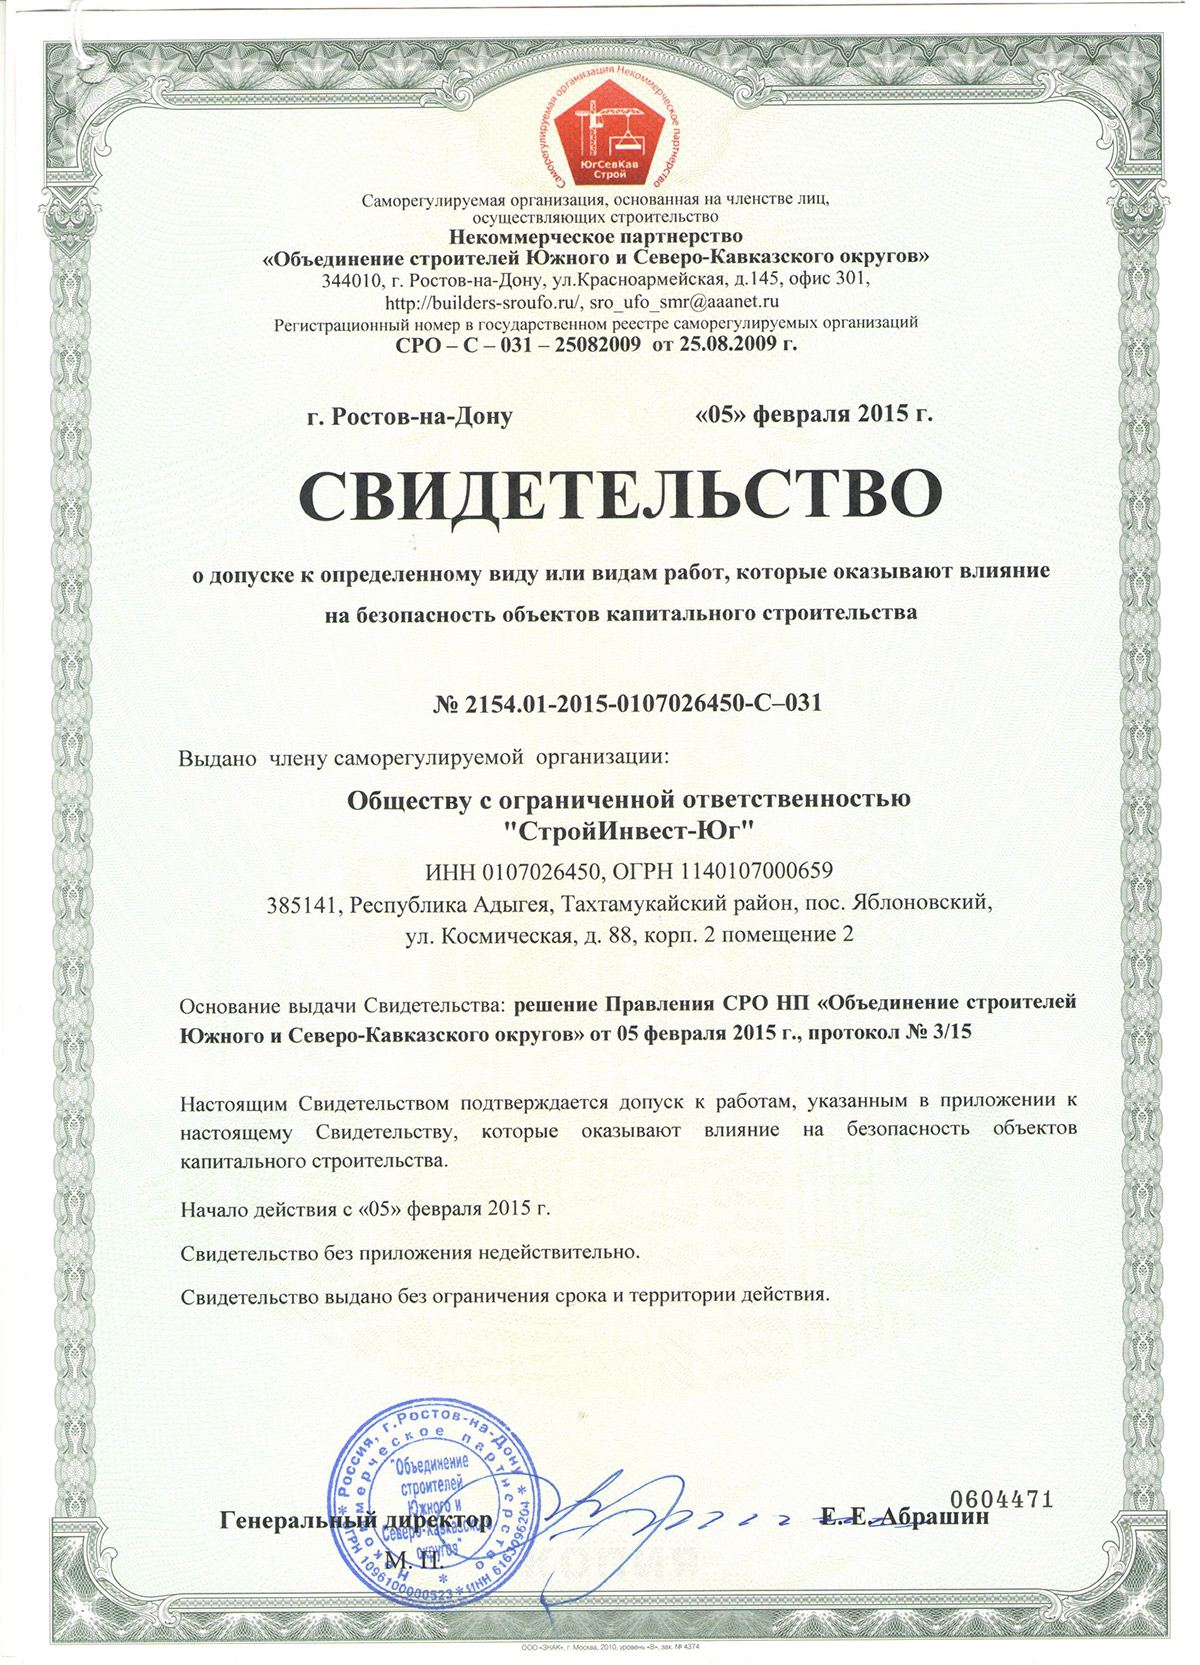 Саморегулируемая организация Некоммерческое партнерство
ЮгСевКав
Строй
Саморегулируемая организация, основанная на членстве лиц,
осуществляющих строительство
Некоммерческое партнерство
«Объединение строителей Южного и Северо-Кавказского округов»
344010, г. Ростов-на-Дону, ул.Красноармейская, д.145, офис 301,
http://builders-sroufo.ru/, sro_ufo_smr@aaanet.ru
Регистрационный номер в государственном реестре саморегулируемых организаций
СРО – С – 031 – 25082009 от 25.08.2009 г.
г. Ростов-на-Дону «05» февраля 2015 г.
СВИДЕТЕЛЬСТВО
о допуске к определенному виду или видам работ, которые оказывают влияние
на безопасность объектов капитального строительства
№ 2154.01-2015-0107026450-С–031
Выдано члену саморегулируемой организации:
Обществу с ограниченной ответственностью
"СтройИнвест-Юг"
ИНН 0107026450, ОГРН 1140107000659
385141, Республика Адыгея, Тахтамукайский район, пос. Яблоновский,
ул. Космическая, д. 88, корп. 2 помещение 2
Основание выдачи Свидетельства: решение Правления СРО НП «Объединение строителей
Южного и Северо-Кавказского округов» от 05 февраля 2015 г., протокол № 3/15
Настоящим Свидетельством подтверждается допуск к работам, указанным в приложении к
настоящему Свидетельству, которые оказывают влияние на безопасность объектов
капитального строительства.
Начало действия с «05» февраля 2015 г.
Свидетельство без приложения недействительно.
Свидетельство выдано без ограничения срока и территории действия.
* Россия, г.Ростов-на-Дону *
ОГРН 1096100000523 * ИНН 6163096204
Некоммерческое партнерство *
"Объединение
строителей
Южного и
Северо-Кавказского
округов"
0604471
Генеральный директор Е. Е. Абрашин
М. П.
КОПИЯ
ООО «ЗНАК», г. Москва, 2010, уровень «В», зак. № 4374